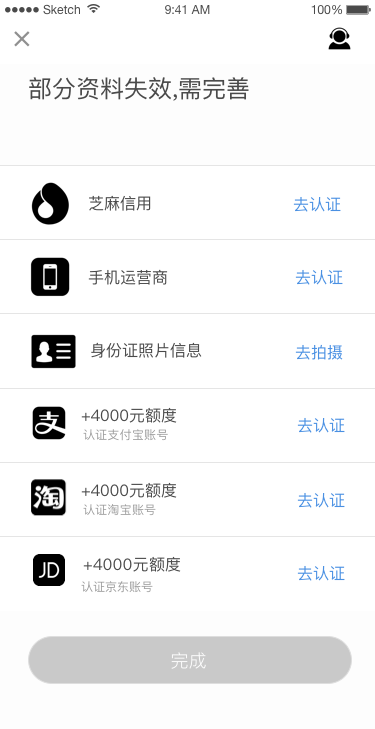 Sketch
9:41 AM
100%
部分资料失效,需完善
芝麻信用
去认证
手机运营商
去认证
身份证照片信息
去拍摄
支
+4000元额度
认证支付宝账号
去认证
淘
+4000元额度
认证淘宝账号
去认证
JD
+4000元额度
认证京东账号
去认证
完成